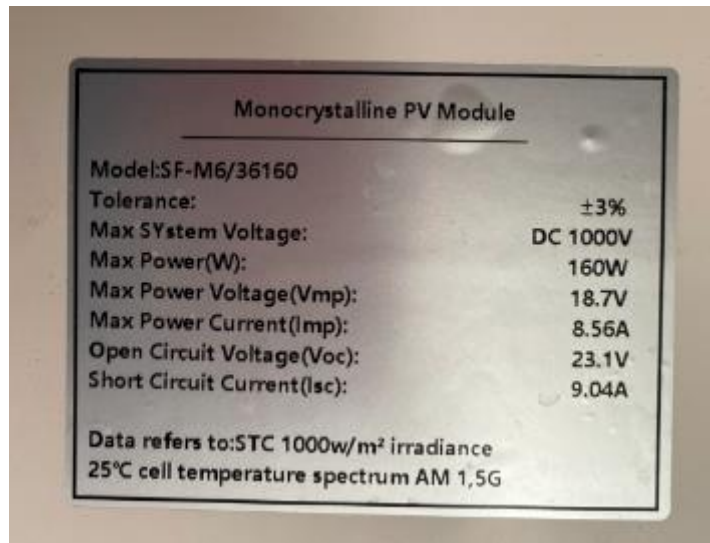 Monocrystalline PV Module
Model:SF-M6/36160
Tolerance: ±3%
Max SYstem Voltage: DC 1000V
Max Power(W): 160W
Max Power Voltage(Vmp): 18.7V
Max Power Current(Imp): 8.56A
Open Circuit Voltage(Voc): 23.1V
Short Circuit Current(Isc): 9.04A
Data refers to:STC 1000w/m² irradiance
25℃ cell temperature spectrum AM 1,5G